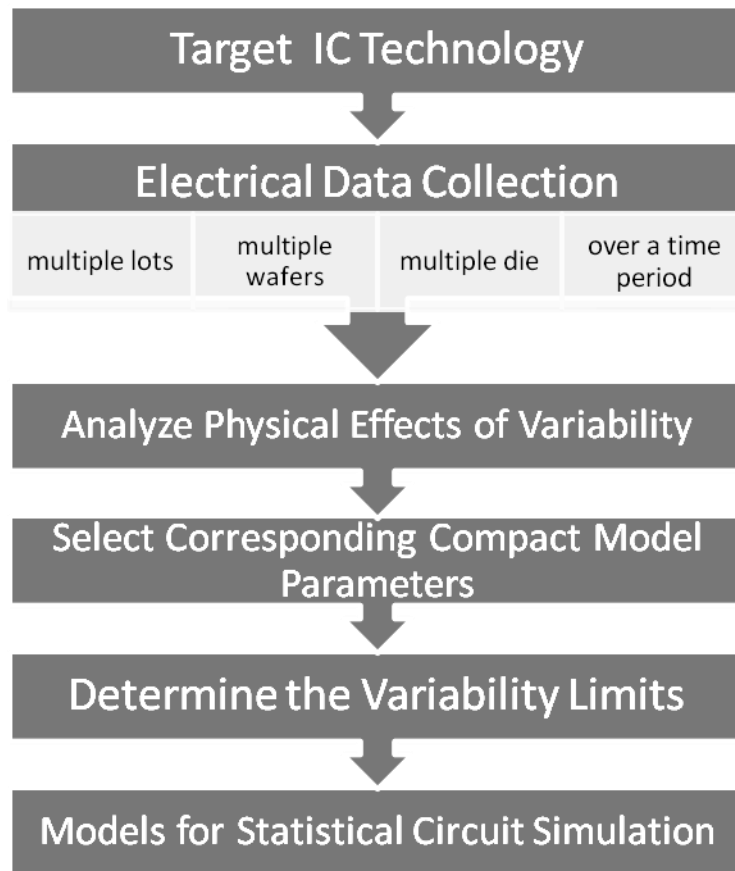 Target IC Technology
Electrical Data Collection
multiple lots
multiple
wafers
multiple die
over a time
period
Analyze Physical Effects of Variability
Select Corresponding Compact Model
Parameters
Determine the Variability Limits
Models for Statistical Circuit Simulation